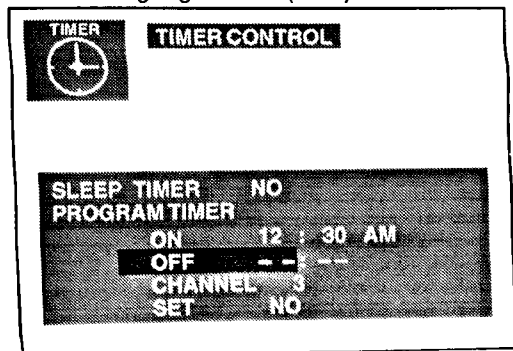 TIMER
TIMER CONTROL
SLEEP TIMER NO
PROGRAM TIMER
ON 12 : 30 AM
OFF - - : - -
CHANNEL 3
SET NO